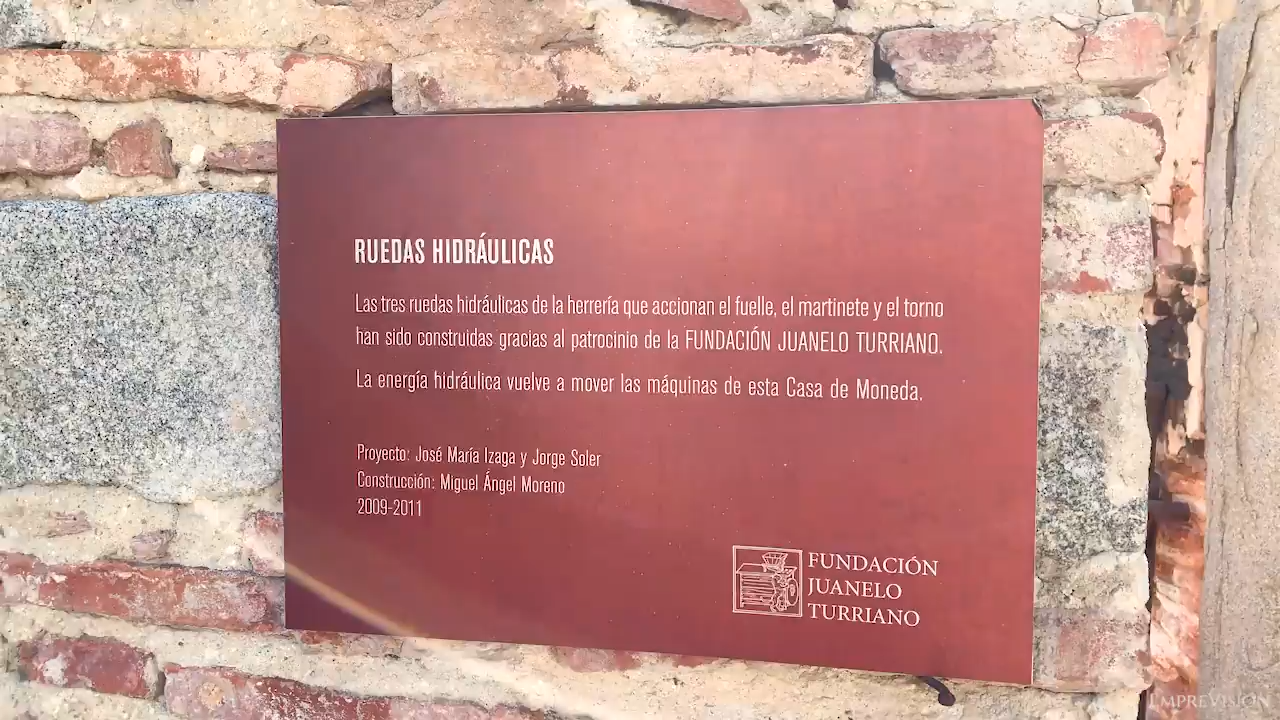 RUEDAS HIDRÁULICAS
Las tres ruedas hidráulicas de la herrería que accionan el fuelle, el martinete y el torno
han sido construidas gracias al patrocinio de la FUNDACIÓN JUANELO TURRIANO.
La energía hidráulica vuelve a mover las máquinas de esta Casa de Moneda.
Proyecto: José María Izaga y Jorge Soler
Construcción: Miguel Ángel Moreno
2009-2011
FUNDACIÓN
JUANELO
TURRIANO
EMPREVISION